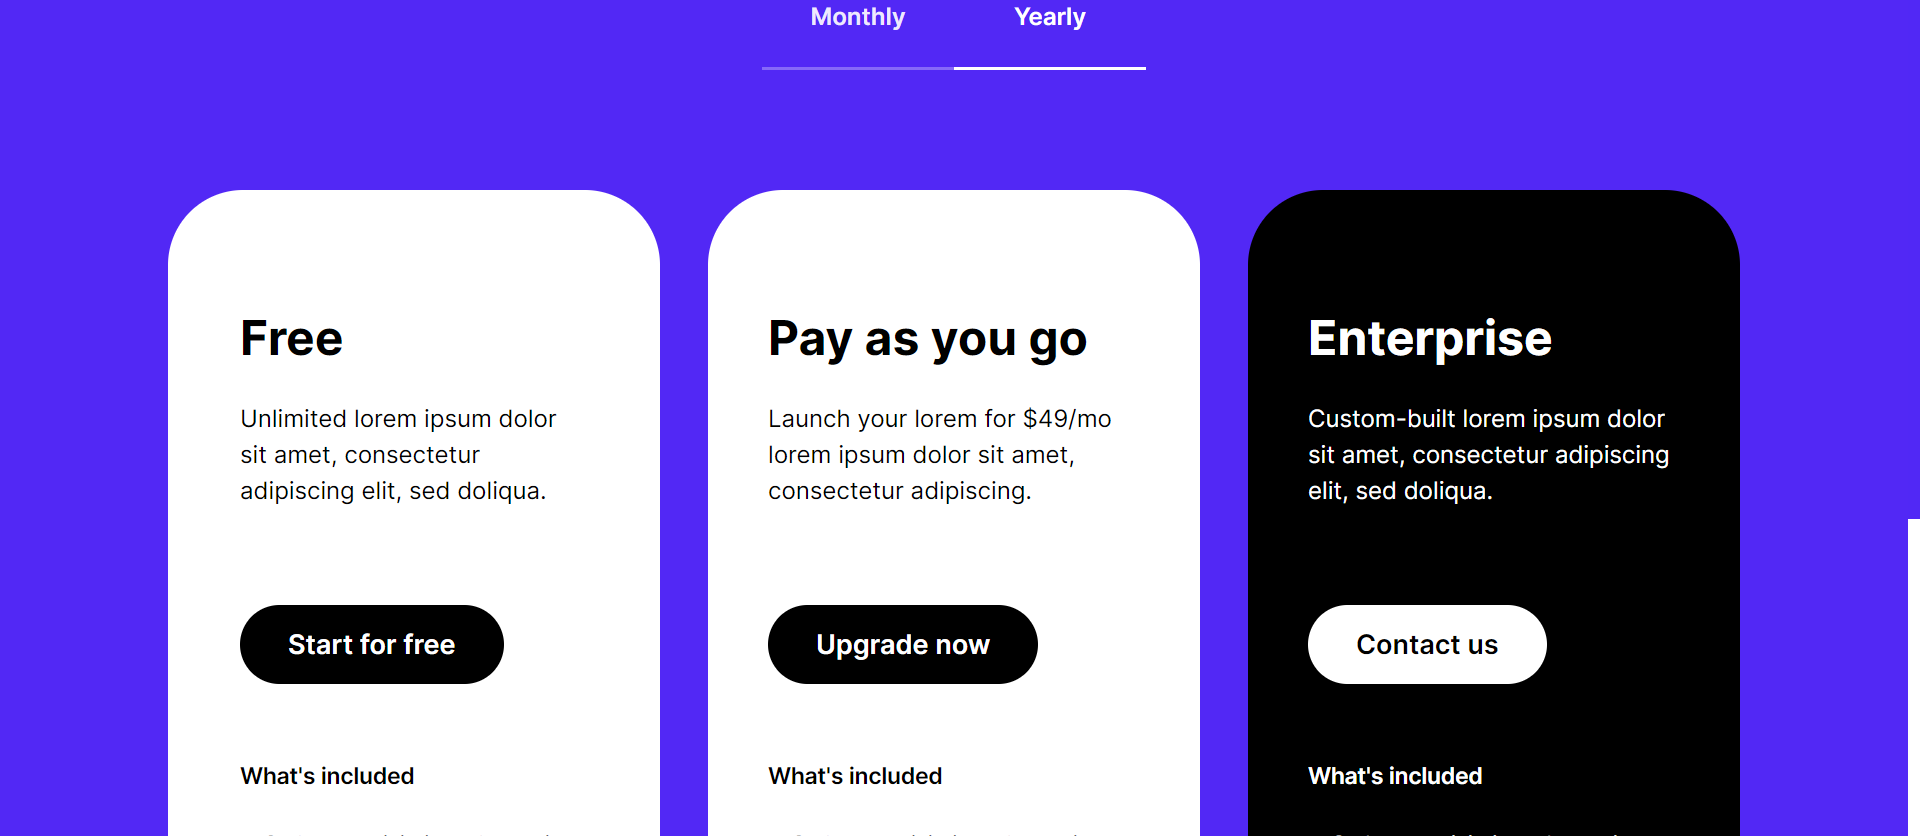 Monthly Yearly
Free
Unlimited lorem ipsum dolor
sit amet, consectetur
adipiscing elit, sed doliqua.
Start for free
What's included
Pay as you go
Launch your lorem for $49/mo
lorem ipsum dolor sit amet,
consectetur adipiscing.
Upgrade now
What's included
Enterprise
Custom-built lorem ipsum dolor
sit amet, consectetur adipiscing
elit, sed doliqua.
Contact us
What's included